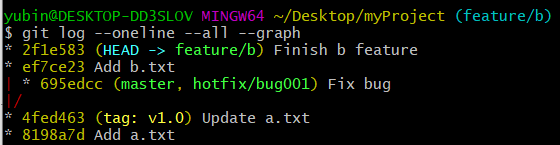 yubin@DESKTOP-DD3SLOV MINGW64 ~/Desktop/myProject (feature/b)
$ git log --oneline --all --graph
* 2f1e583 (HEAD -> feature/b) Finish b feature
* ef7ce23 Add b.txt
| * 695edcc (master, hotfix/bug001) Fix bug
|/
* 4fed463 (tag: v1.0) Update a.txt
* 8198a7d Add a.txt